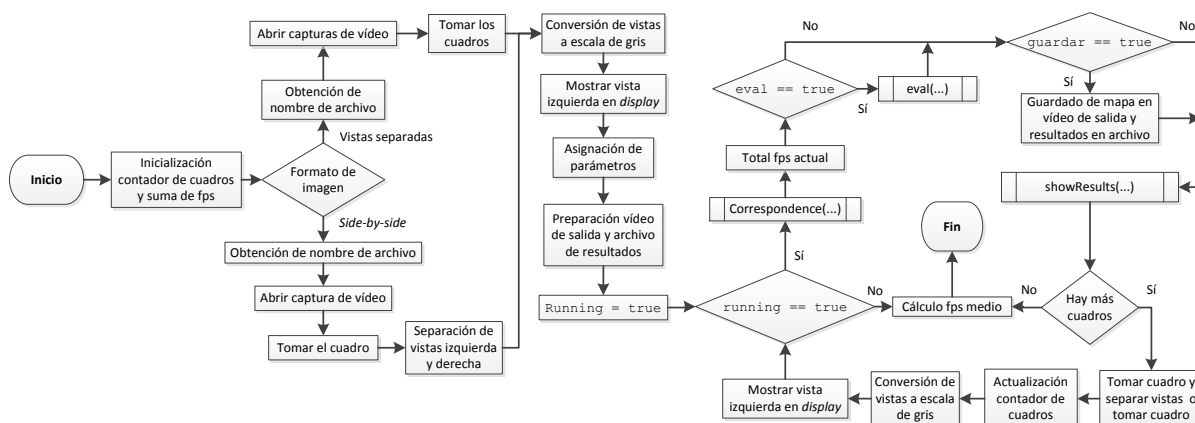 Inicio
Inicialización
contador de cuadros
y suma de fps
Formato de
imagen
Vistas separadas
Obtención de
nombre de archivo
Abrir capturas de vídeo
Tomar los
cuadros
Side-by-side
Obtención de nombre de archivo
Abrir captura de vídeo
Tomar el cuadro
Separación de
vistas izquierda
y derecha
Conversión de vistas
a escala de gris
Mostrar vista
izquierda en display
Asignación de
parámetros
Preparación vídeo
de salida y archivo
de resultados
Running = true
running == true
Sí
No
Correspondence(...)
Total fps actual
eval == true
No
Sí
eval(...)
guardar == true
No
Sí
Guardado de mapa en
vídeo de salida y
resultados en archivo
showResults(...)
Hay más
cuadros
No
Sí
Cálculo fps medio
Fin
Tomar cuadro y
separar vistas o
tomar cuadro
Actualización
contador de
cuadros
Conversión de
vistas a escala
de gris
Mostrar vista
izquierda en display